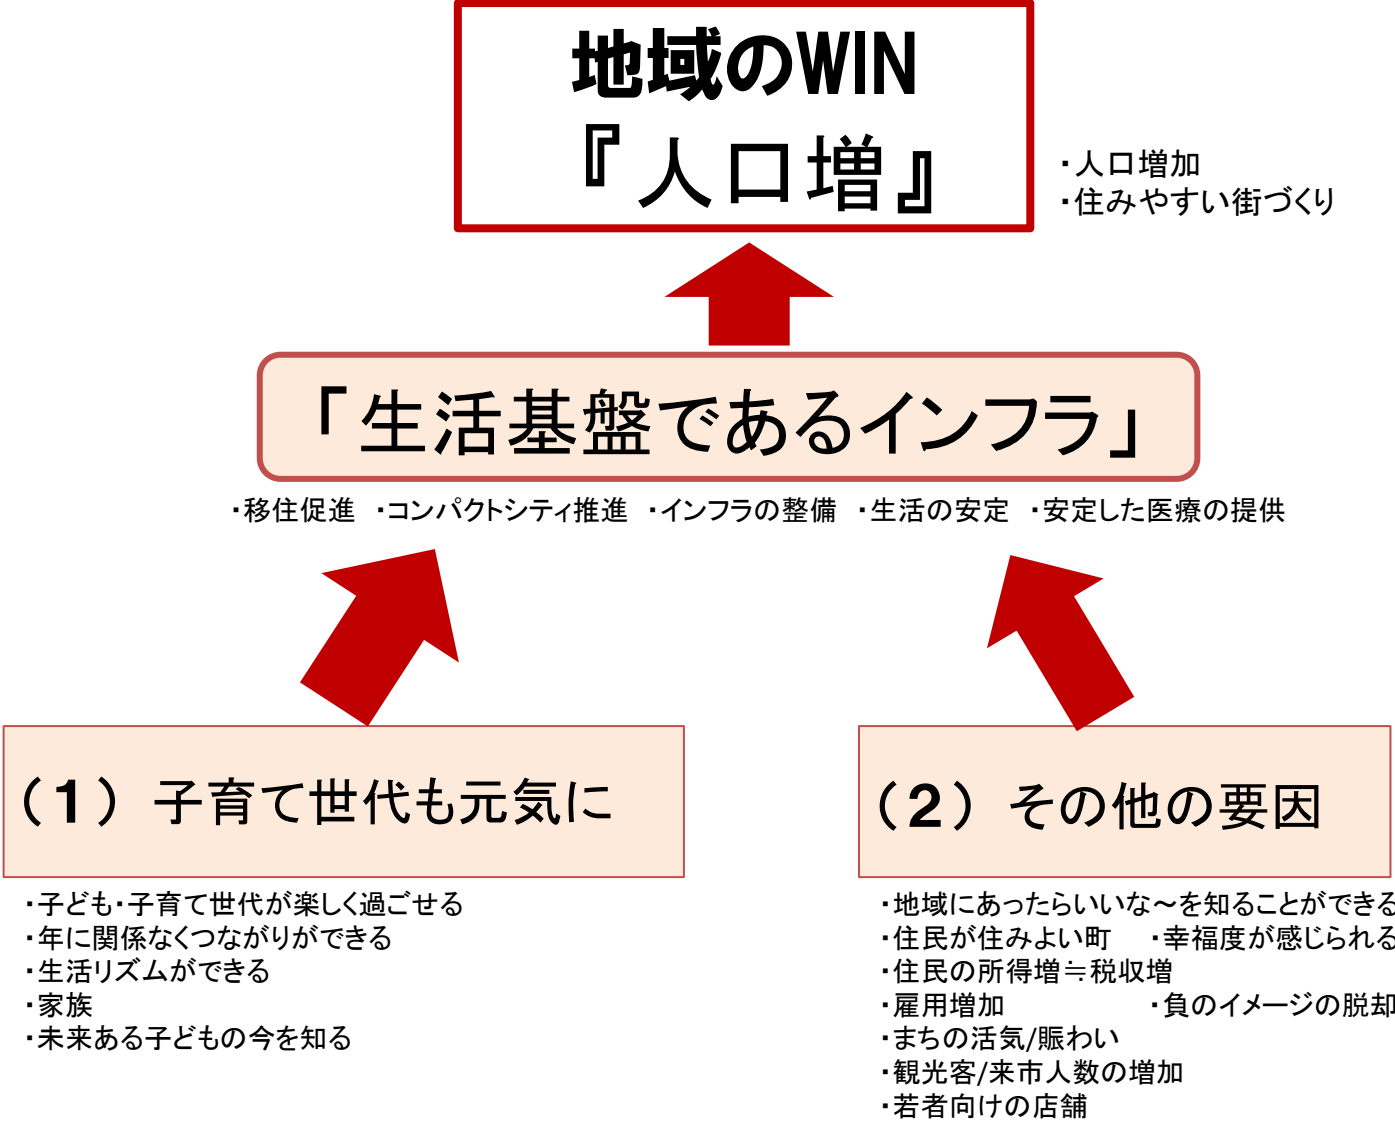 地域のWIN
『人口増』
・人口増加
・住みやすい街づくり
「生活基盤であるインフラ」
・移住促進　・コンパクトシティ推進　・インフラの整備　・生活の安定　・安定した医療の提供
（１）子育て世代も元気に
・子ども・子育て世代が楽しく過ごせる
・年に関係なくつながりができる
・生活リズムができる
・家族
・未来ある子どもの今を知る
（２）その他の要因
・地域にあったらいいな～を知ることができる
・住民が住みよい町　・幸福度が感じられる
・住民の所得増≒税収増
・雇用増加　・負のイメージの脱却
・まちの活気/賑わい
・観光客/来市人数の増加
・若者向けの店舗